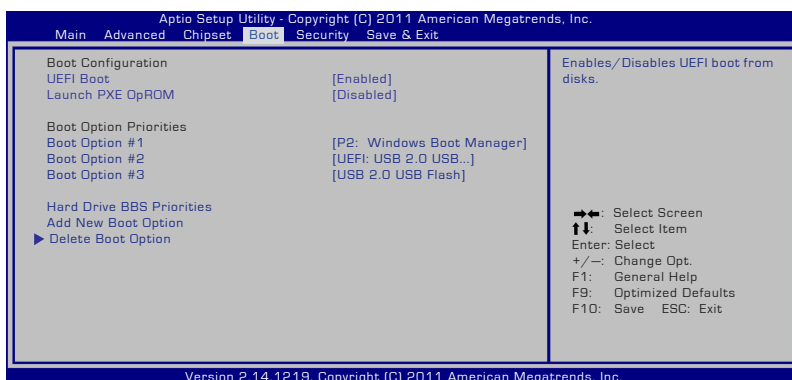 Aptio Setup Utility - Copyright (C) 2011 American Megatrends, Inc.
Main Advanced Chipset Boot Security Save & Exit
Boot Configuration
UEFI Boot [Enabled]
Launch PXE OpROM [Disabled]
Boot Option Priorities
Boot Option #1 [P2: Windows Boot Manager]
Boot Option #2 [UEFI: USB 2.0 USB...]
Boot Option #3 [USB 2.0 USB Flash]
Hard Drive BBS Priorities
Add New Boot Option
Delete Boot Option
Enables/Disables UEFI boot from
disks.
→←: Select Screen
↑↓: Select Item
Enter: Select
+/—: Change Opt.
F1: General Help
F9: Optimized Defaults
F10: Save ESC: Exit
Version 2.14.1219. Copyright (C) 2011 American Megatrends, Inc.